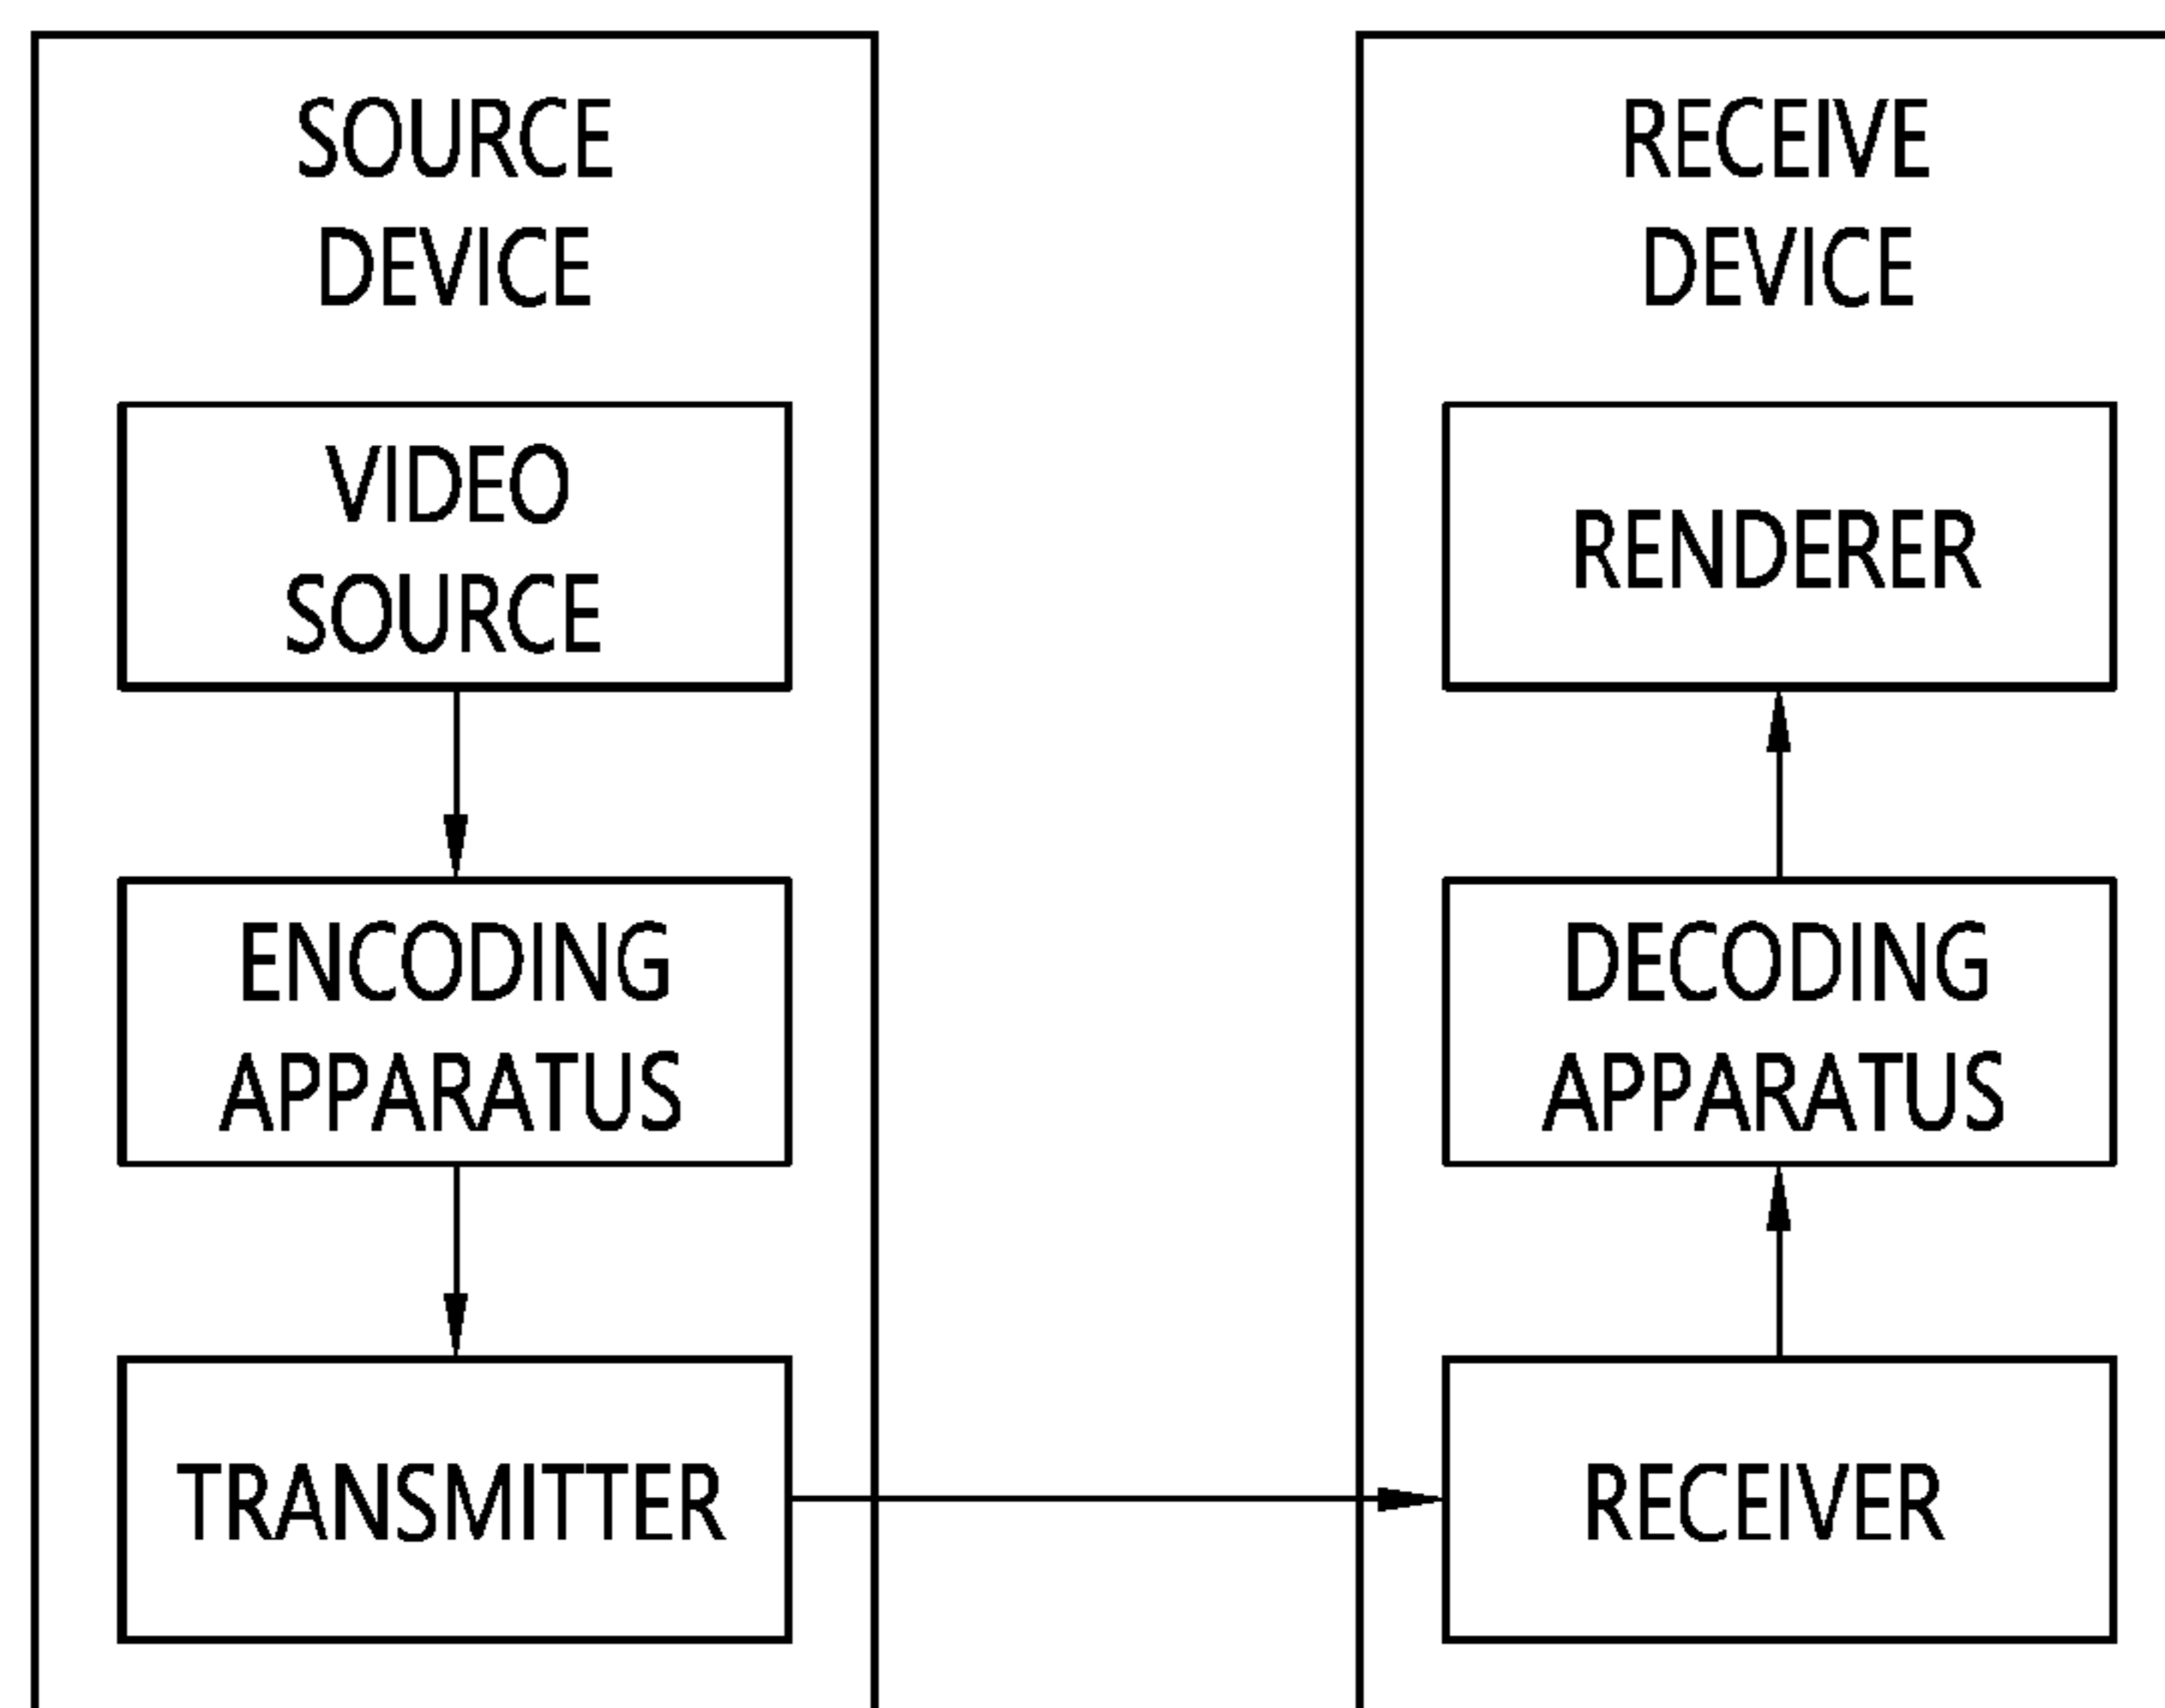 SOURCE
DEVICE
VIDEO
SOURCE
ENCODING
APPARATUS
TRANSMITTER
RECEIVE
DEVICE
RENDERER
DECODING
APPARATUS
RECEIVER